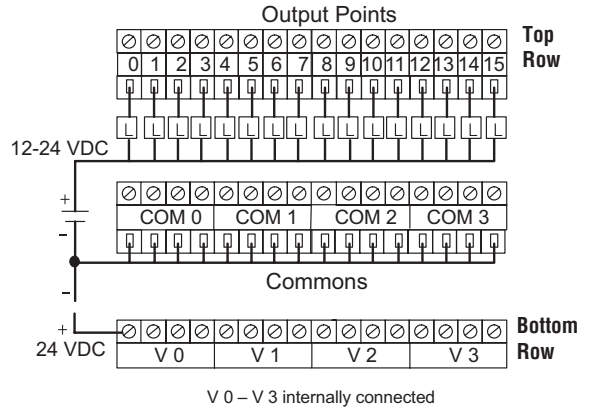 Output Points
Top
Row
0 1 2 3 4 5 6 7 8 9 10 11 12 13 14 15
L L L L L L L L L L L L L L L L
12-24 VDC
+
COM 0 COM 1 COM 2 COM 3
–
Commons
–
+
24 VDC
V 0 V 1 V 2 V 3
Bottom
Row
V 0 – V 3 internally connected